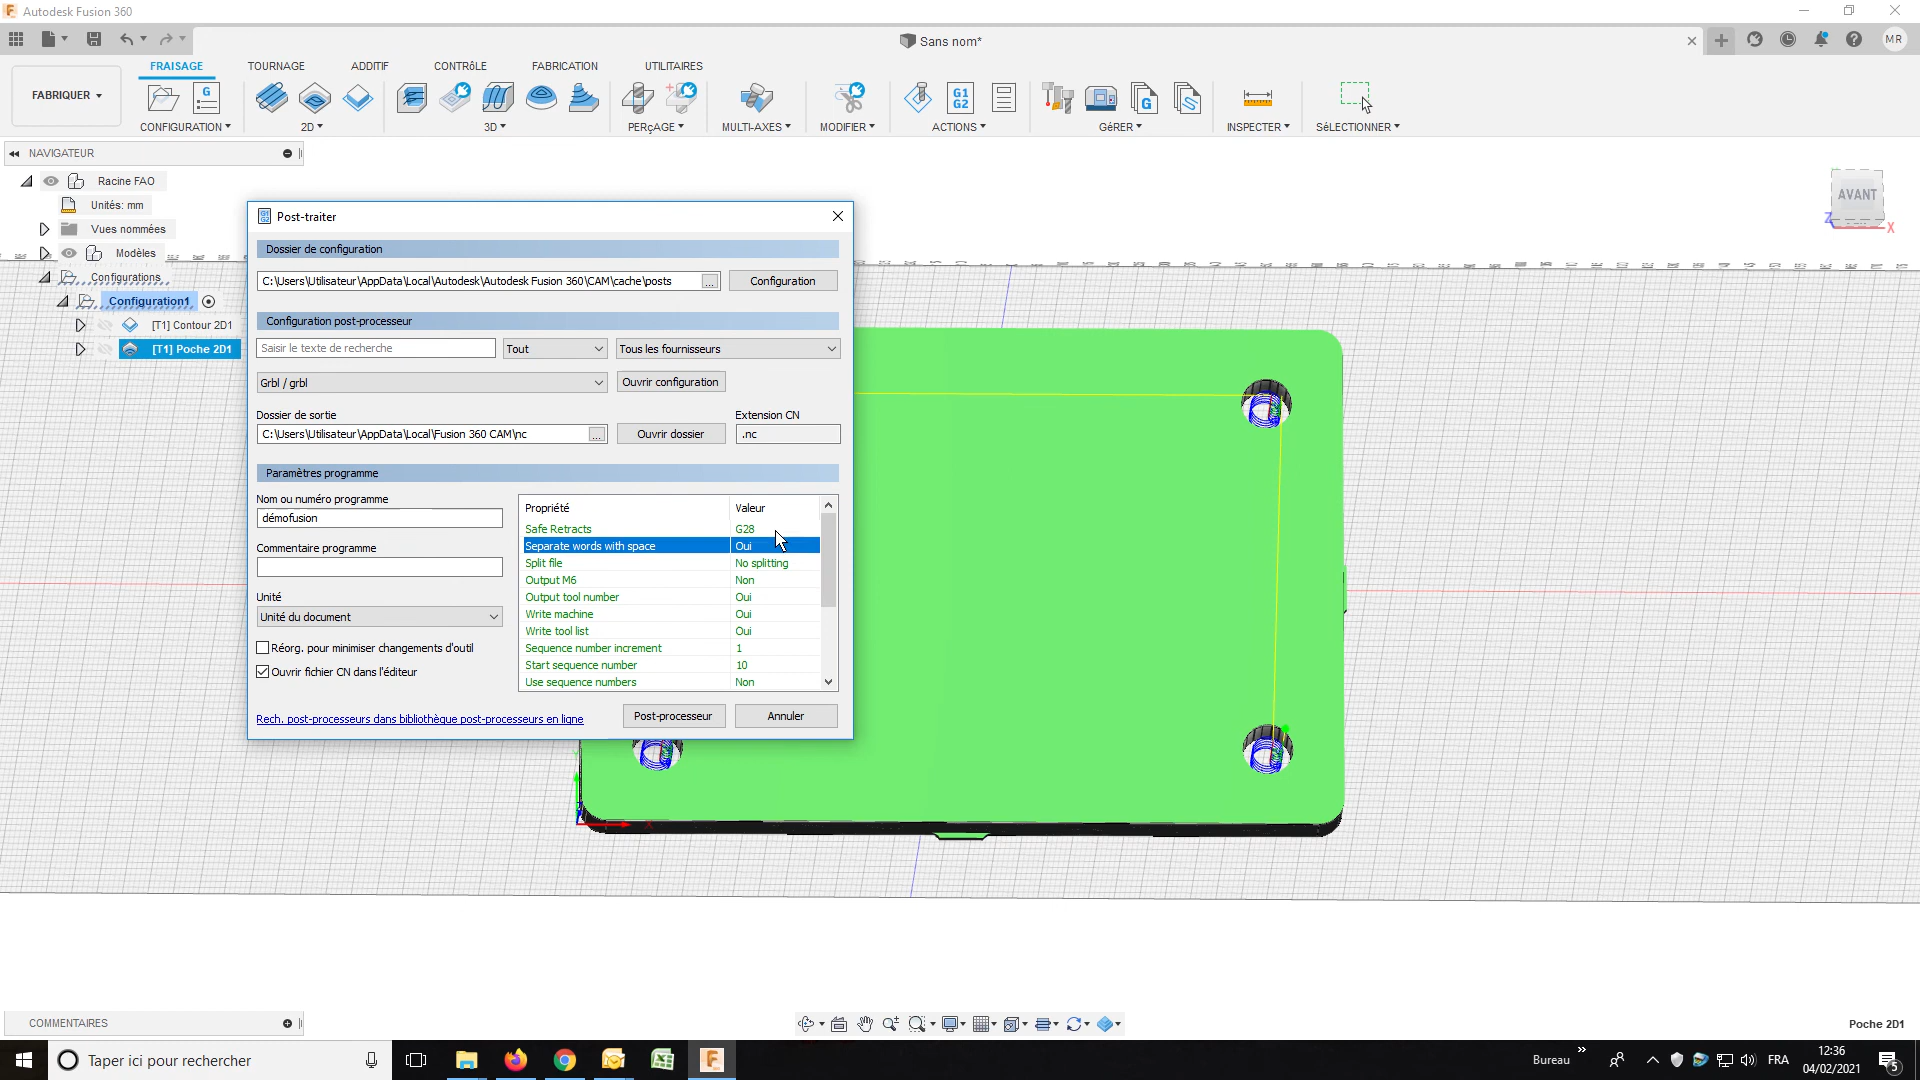 Autodesk Fusion 360
Sans nom*
MR
FABRIQUER
FRAISAGE
TOURNAGE
ADDITIF
CONTRôLE
FABRICATION
UTILITAIRES
CONFIGURATION
2D
3D
PERçAGE
MULTI-AXES
MODIFIER
ACTIONS
GéRER
INSPECTER
SéLECTIONNER
NAVIGATEUR
Racine FAO
Unités: mm
Vues nommées
Modèles
Configurations
Configuration1
[T1] Contour 2D1
[T1] Poche 2D1
AVANT
Z
X
Post-traiter
Dossier de configuration
C:\Users\Utilisateur\AppData\Local\Autodesk\Autodesk Fusion 360\CAM\cache\posts
...
Configuration
Configuration post-processeur
Saisir le texte de recherche
Tout
Tous les fournisseurs
Grbl / grbl
Ouvrir configuration
Dossier de sortie
Extension CN
C:\Users\Utilisateur\AppData\Local\Fusion 360 CAM\nc
...
Ouvrir dossier
.nc
Paramètres programme
Nom ou numéro programme
démofusion
Commentaire programme
Unité
Unité du document
Réorg. pour minimiser changements d'outil
Ouvrir fichier CN dans l'éditeur
Propriété Valeur
Safe Retracts G28
Separate words with space Oui
Split file No splitting
Output M6 Non
Output tool number Oui
Write machine Oui
Write tool list Oui
Sequence number increment 1
Start sequence number 10
Use sequence numbers Non
Rech. post-processeurs dans bibliothèque post-processeurs en ligne
Post-processeur
Annuler
X
COMMENTAIRES
Poche 2D1
Taper ici pour rechercher
Bureau
FRA
12:36
04/02/2021
5